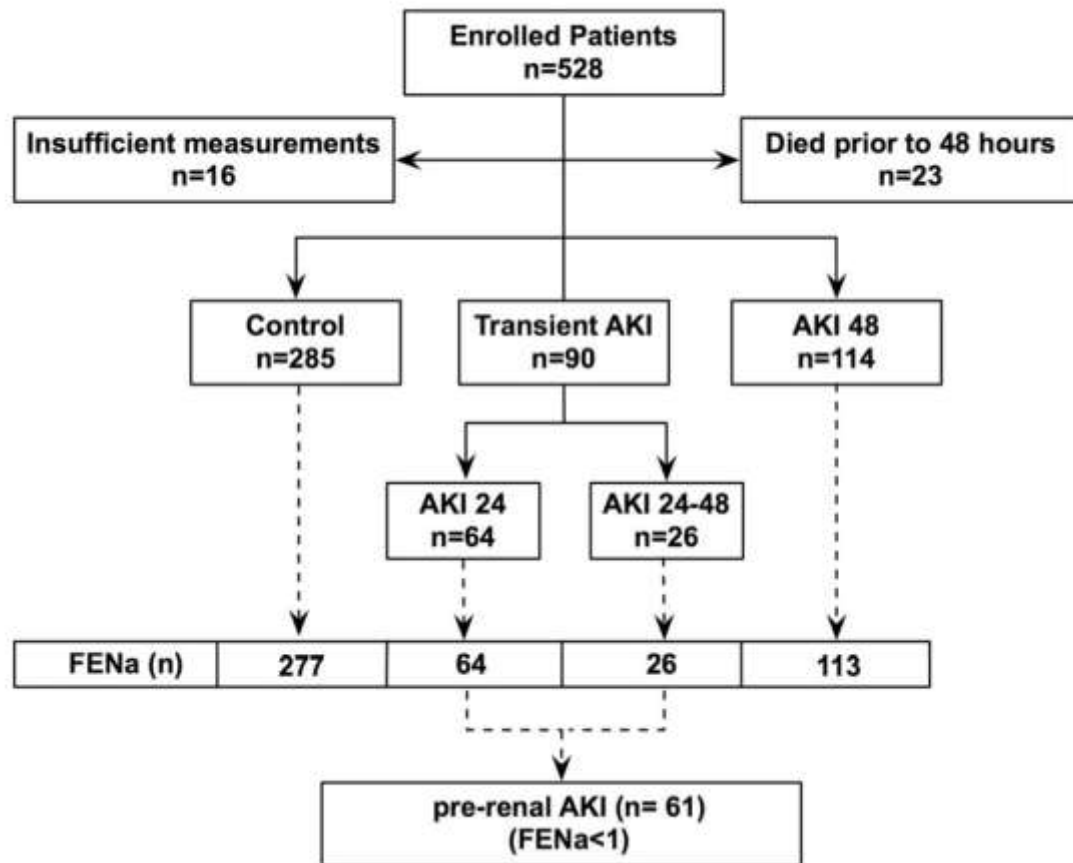 Enrolled Patients
n=528
Insufficient measurements
n=16
Died prior to 48 hours
n=23
Control
n=285
Transient AKI
n=90
AKI 48
n=114
AKI 24
n=64
AKI 24-48
n=26
FENa (n) 277 64 26 113
pre-renal AKI (n= 61)
(FENa<1)